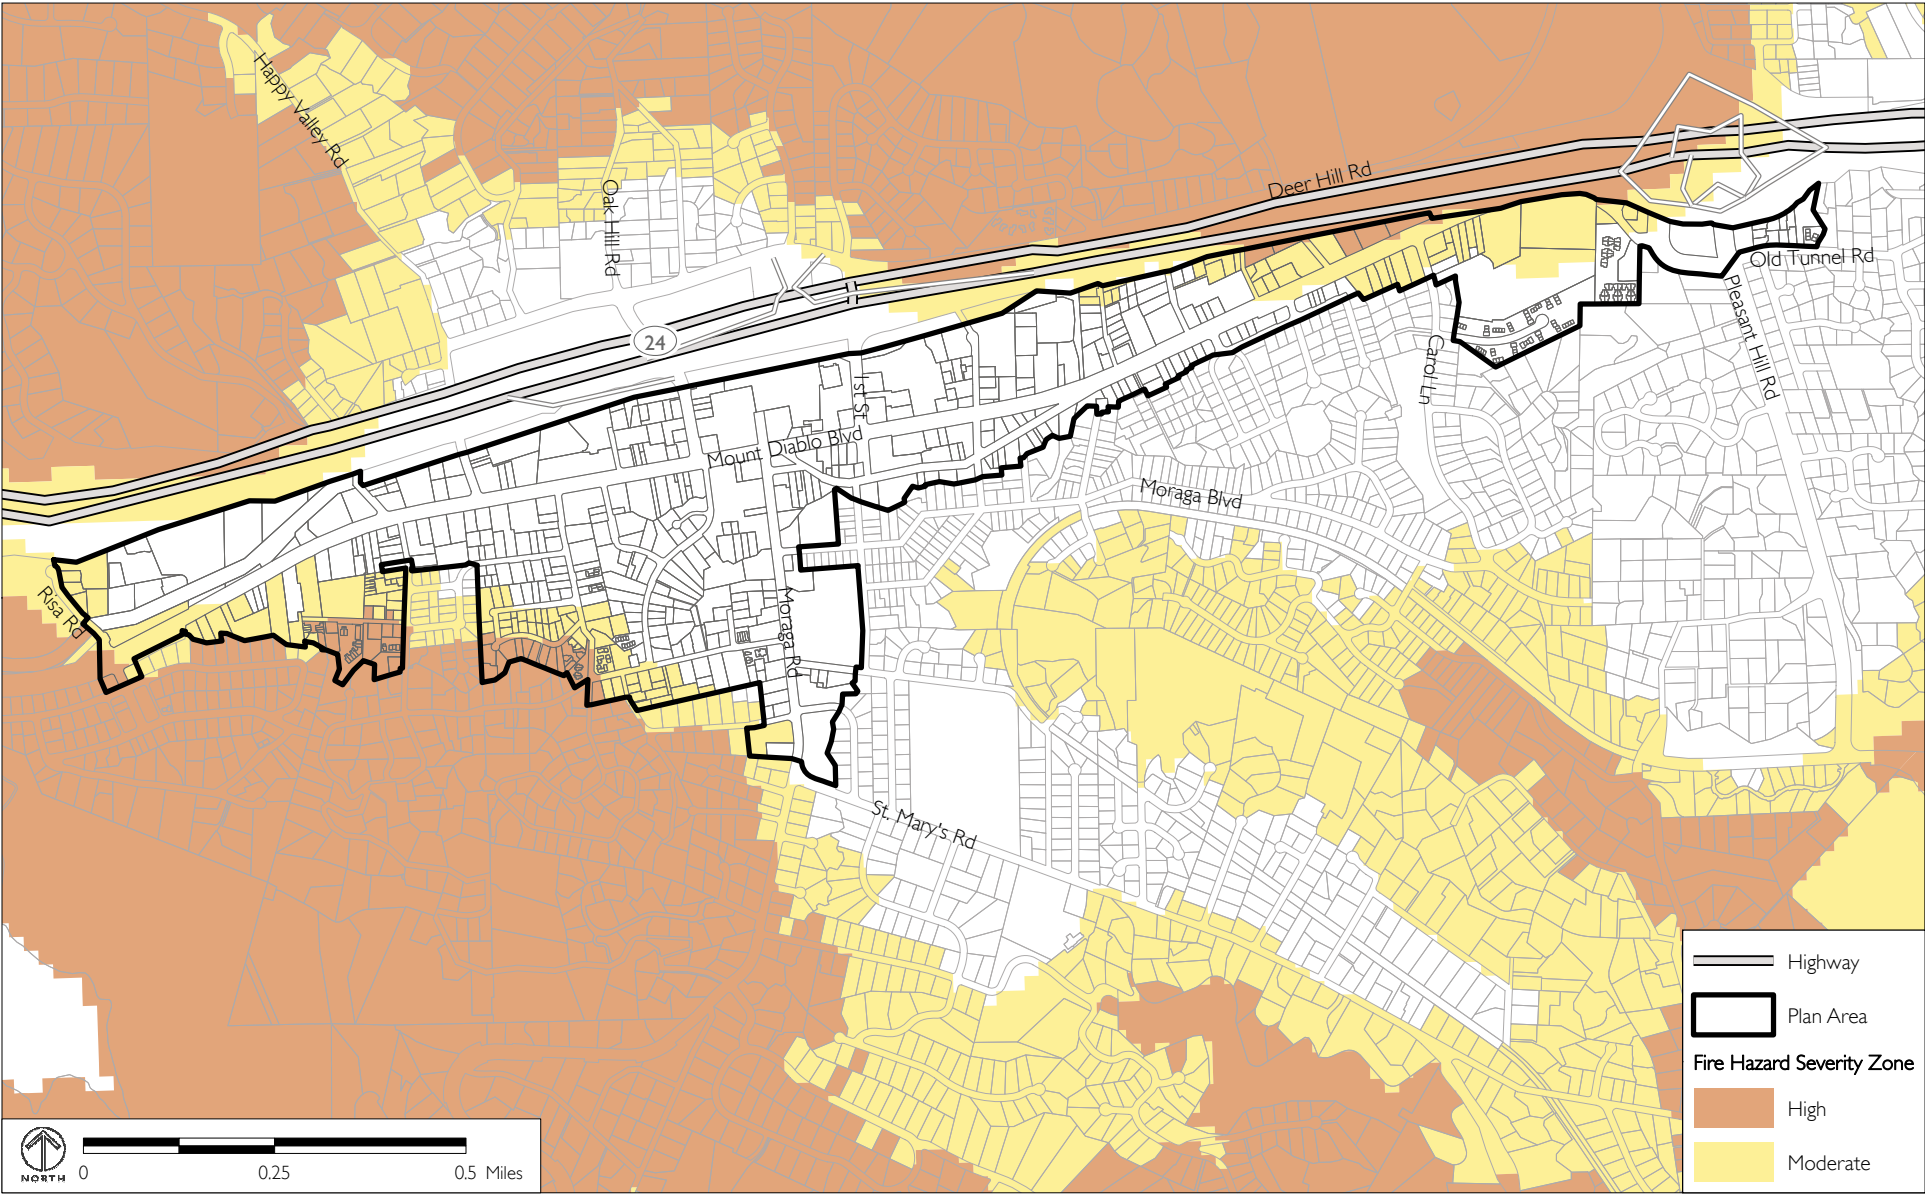 Happy Valley Rd
Oak Hill Rd
Deer Hill Rd
Old Tunnel Rd
Pleasant Hill Rd
24
Carol Ln
1st St
Mount Diablo Blvd
Moraga Blvd
Risa Rd
Moraga Rd
St. Mary's Rd
Highway
Plan Area
Fire Hazard Severity Zone
High
Moderate
NORTH
0 0.25 0.5 Miles